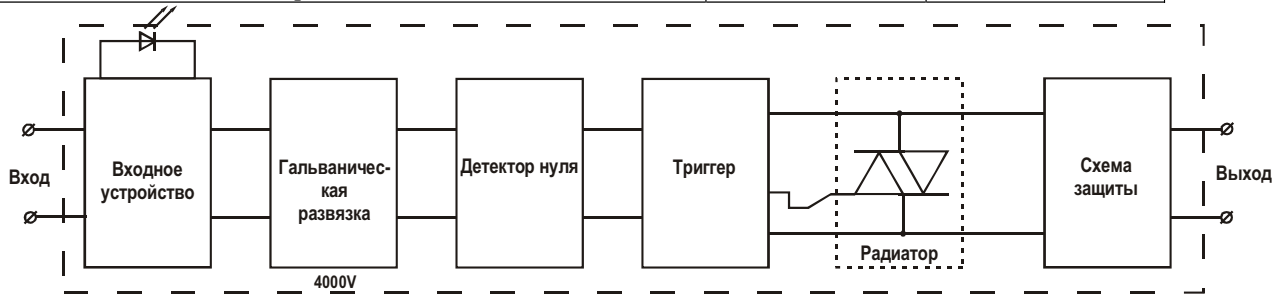 Вход
Входное
устройство
Гальваничес-
кая
развязка
4000V
Детектор нуля
Триггер
Радиатор
Схема
защиты
Выход